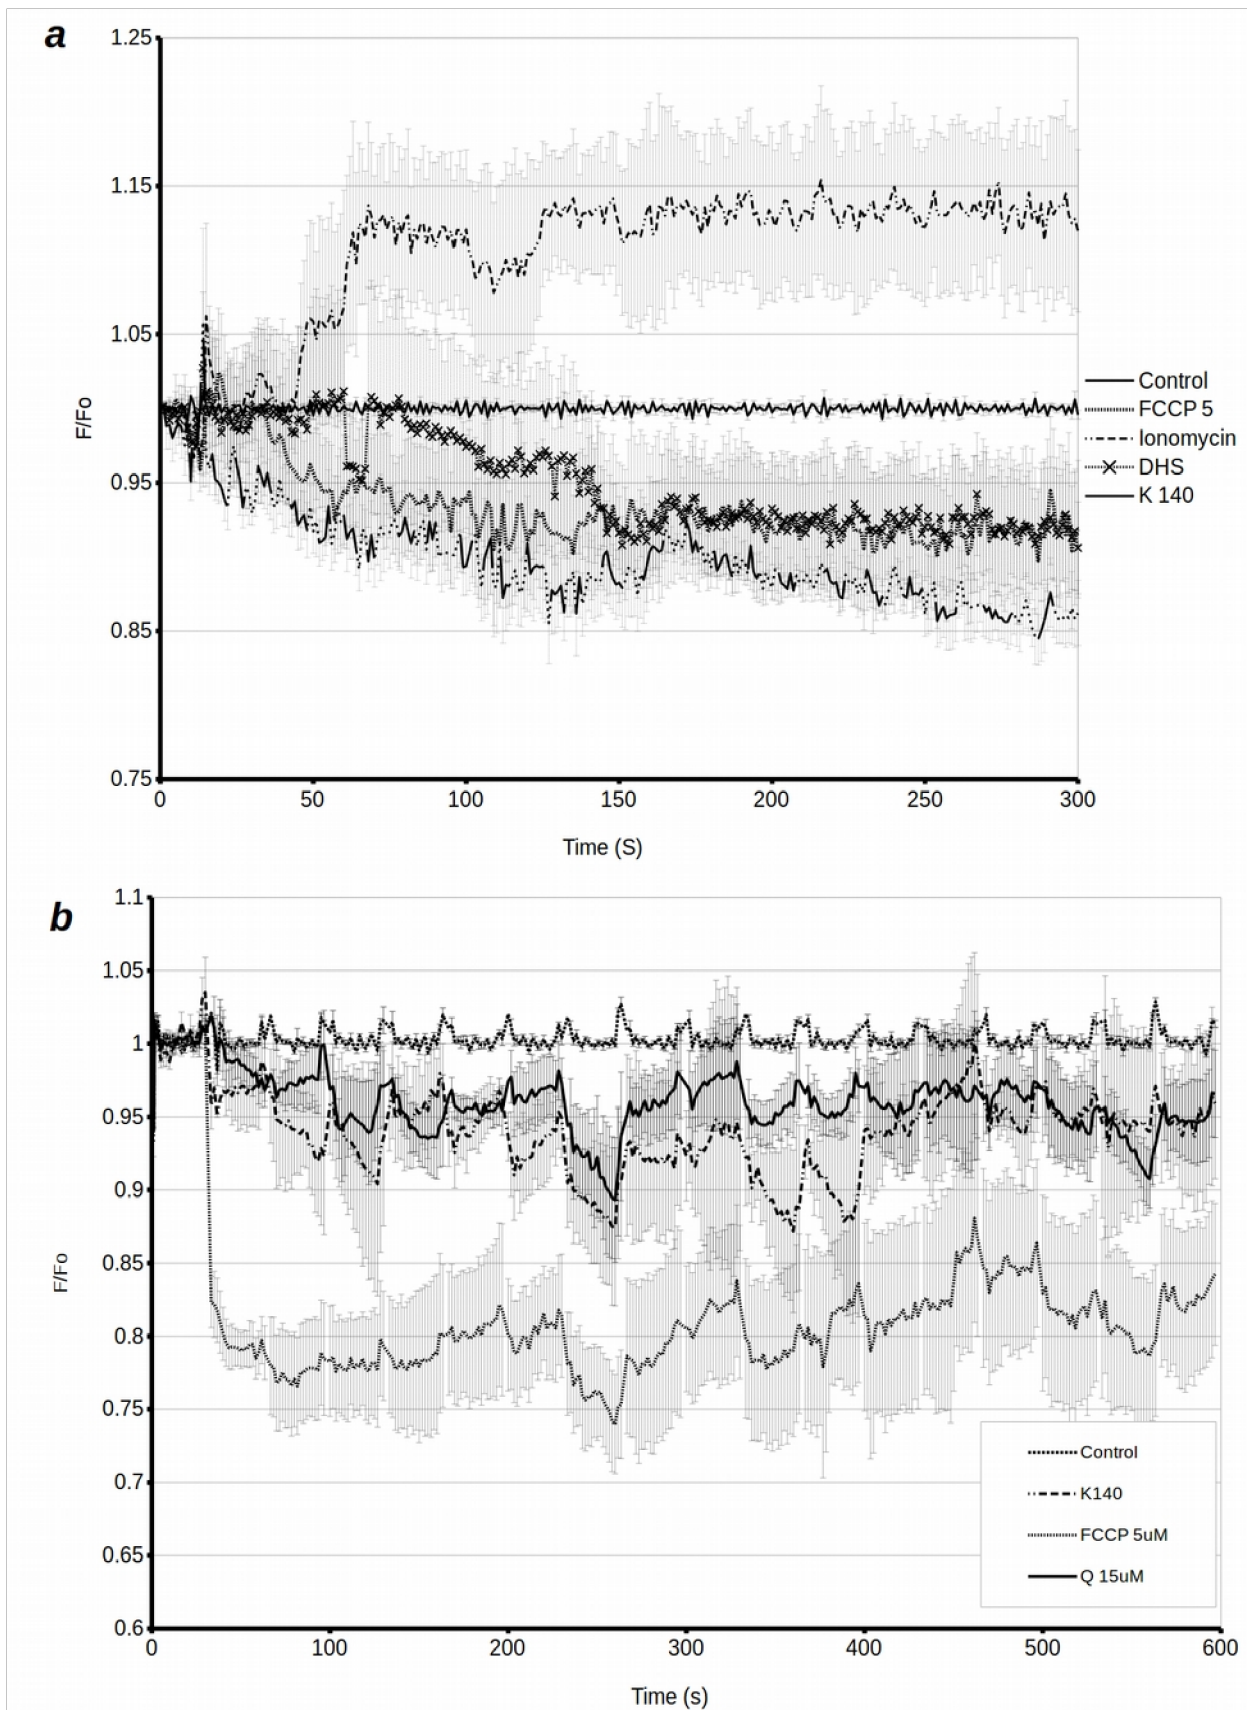 a
1.25
1.15
1.05
0.95
0.85
0.75
F/Fo
0 50 100 150 200 250 300
Time (S)
Control
FCCP 5
Ionomycin
DHS
K 140
b
1.1
1.05
1
0.95
0.9
0.85
0.8
0.75
0.7
0.65
0.6
F/Fo
0 100 200 300 400 500 600
Time (s)
Control
K140
FCCP 5uM
Q 15uM